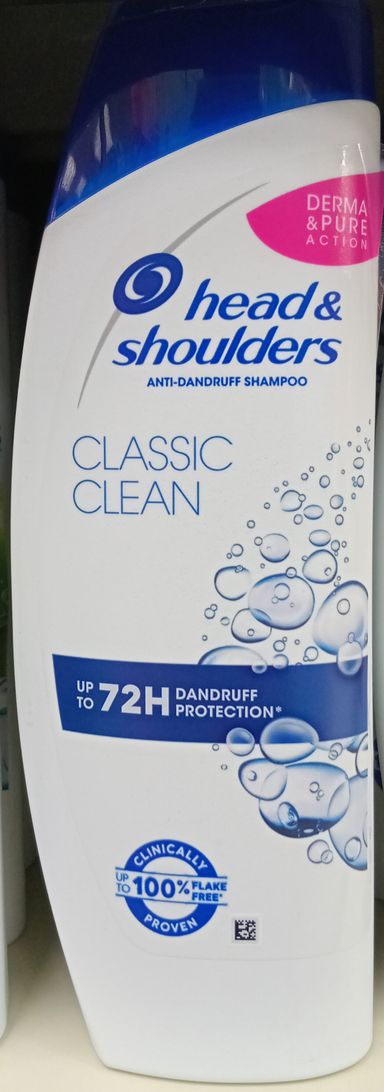 DERMA
&PURE
ACTION
head&
shoulders
ANTI-DANDRUFF SHAMPOO
CLASSIC
CLEAN
UP
TO 72H DANDRUFF
PROTECTION*
CLINICALLY
UP
TO 100% FLAKE
FREE*
PROVEN